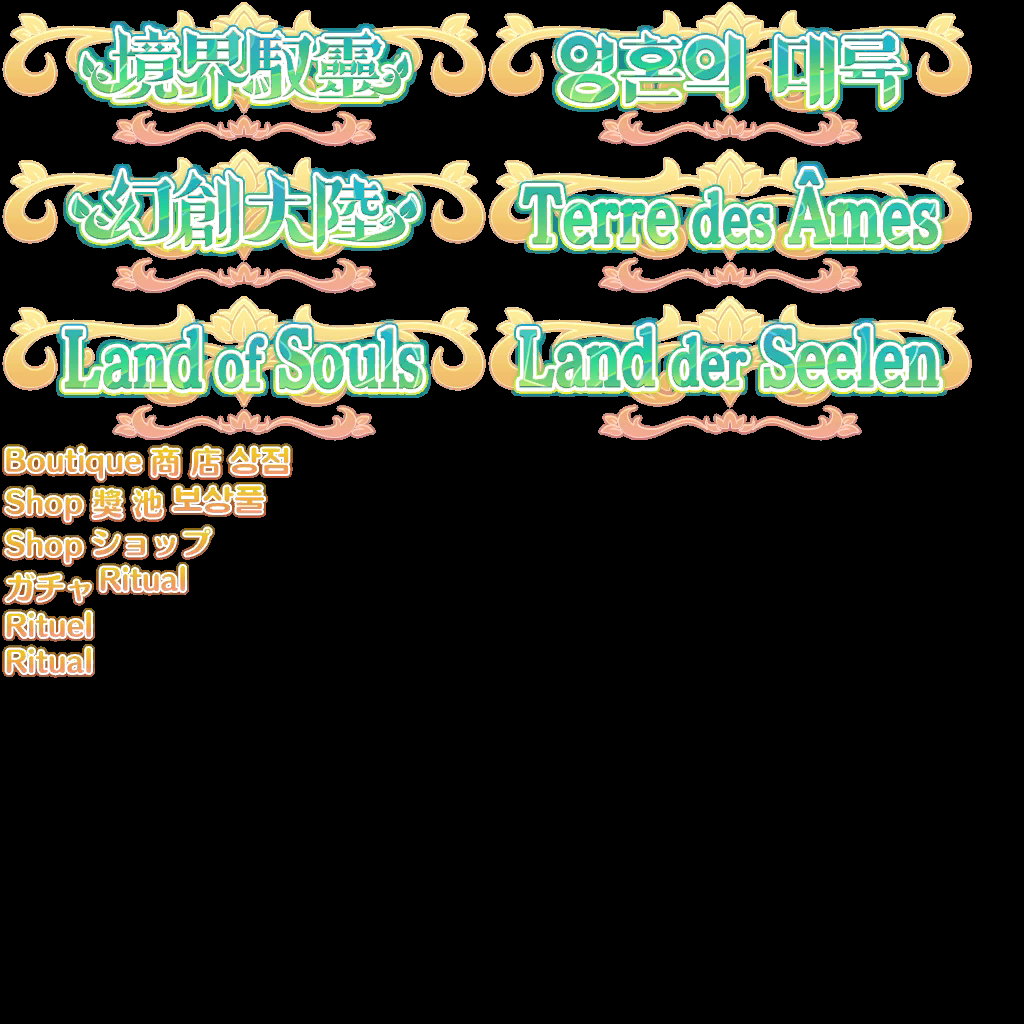 境界馭靈
영혼의 대륙
幻創大陸
Terre des Âmes
Land of Souls
Land der Seelen
Boutique 商 店 상점
Shop 獎 池 보상풀
Shop ショップ
ガチャ Ritual
Rituel
Ritual